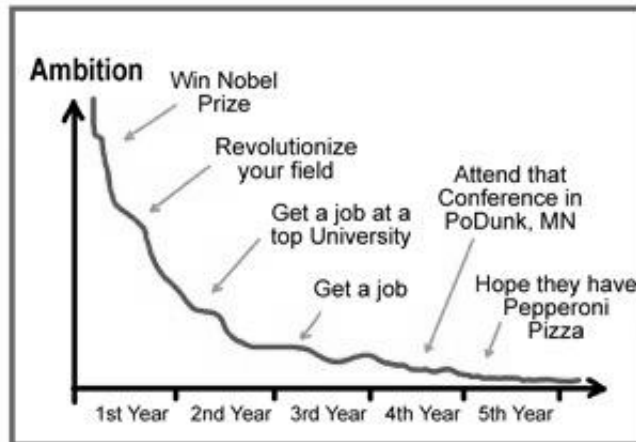 Ambition
Win Nobel
Prize
Revolutionize
your field
Get a job at a
top University
Get a job
Attend that
Conference in
PoDunk, MN
Hope they have
Pepperoni
Pizza
1st Year 2nd Year 3rd Year 4th Year 5th Year